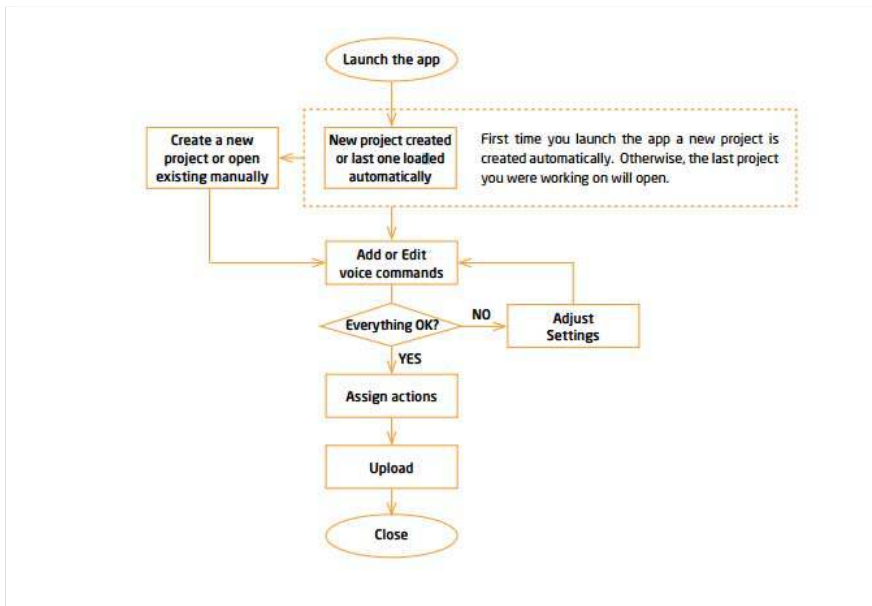 Launch the app
Create a new
project or open
existing manually
New project created
or last one loaded
automatically
First time you launch the app a new project is
created automatically. Otherwise, the last project
you were working on will open.
Add or Edit
voice commands
Everything OK?
NO
Adjust
Settings
YES
Assign actions
Upload
Close